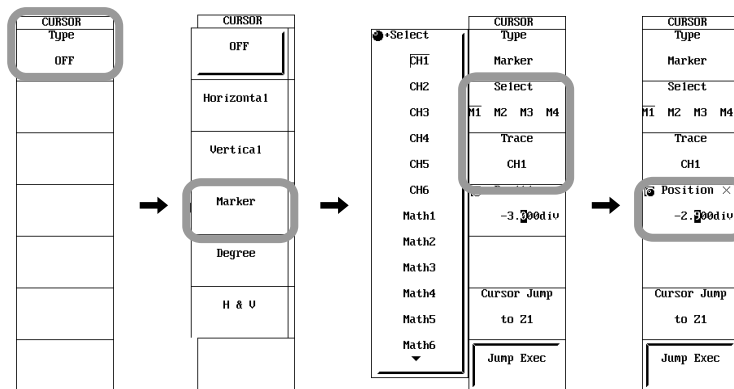 CURSOR
Type
OFF
CURSOR
OFF
Horizontal
Vertical
Marker
Degree
H & V
+Select
CH1
CH2
CH3
CH4
CH5
CH6
Math1
Math2
Math3
Math4
Math5
Math6
CURSOR
Type
Marker
Select
M1 M2 M3 M4
Trace
CH1
-3.000div
Cursor Jump
to Z1
Jump Exec
CURSOR
Type
Marker
Select
M1 M2 M3 M4
Trace
CH1
Position ×
-2.900div
Cursor Jump
to Z1
Jump Exec